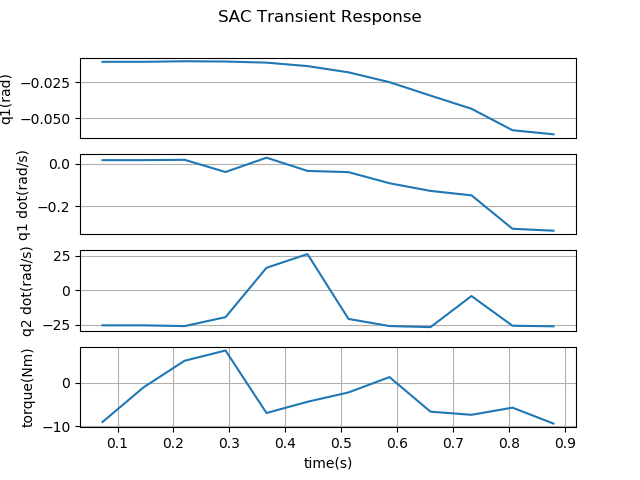 SAC Transient Response
q1(rad)
−0.025
−0.050
q1 dot(rad/s)
0.0
−0.2
q2 dot(rad/s)
25
0
−25
torque(Nm)
0
−10
0.1 0.2 0.3 0.4 0.5 0.6 0.7 0.8 0.9
time(s)